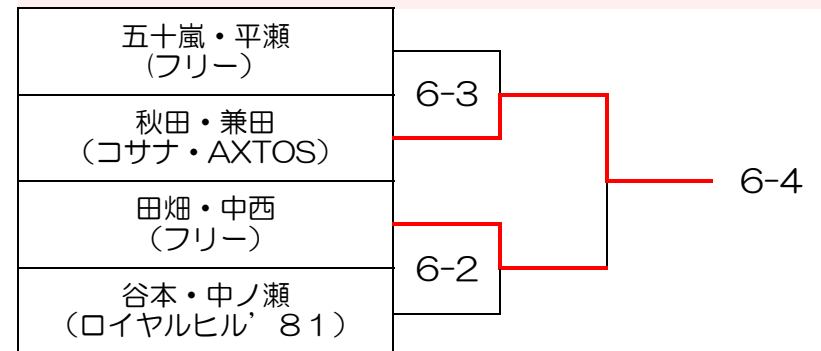 五十嵐・平瀬
(フリー)
6-3
秋田・兼田
(コサナ・AXTOS)
6-4
田畑・中西
(フリー)
6-2
谷本・中ノ瀬
(ロイヤルヒル’81)